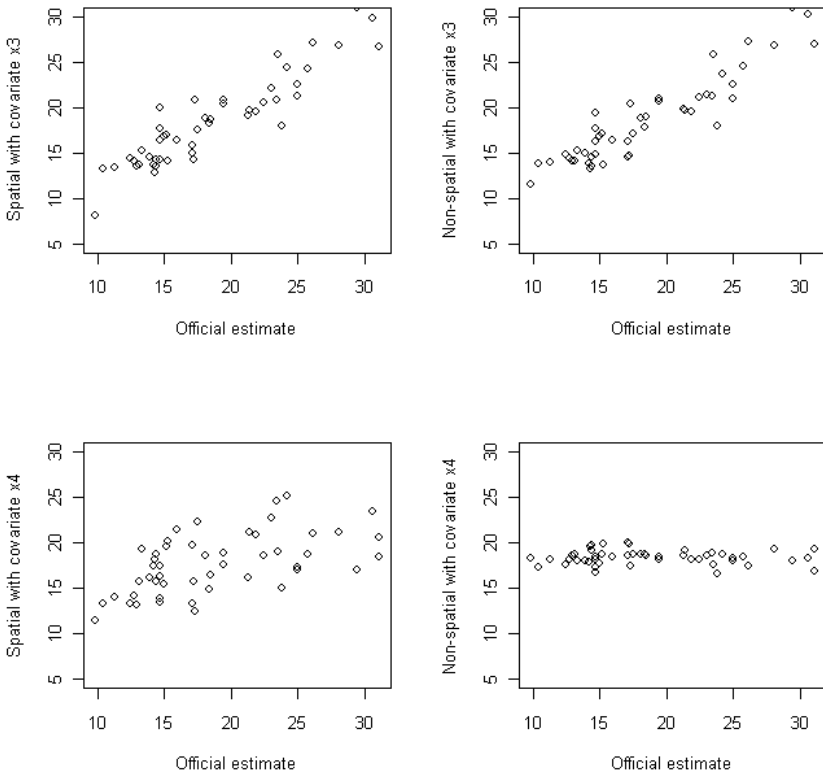 Spatial with covariate x3
30
25
20
15
10
5
10 15 20 25 30
Official estimate
Non-spatial with covariate x3
30
25
20
15
10
5
10 15 20 25 30
Official estimate
Spatial with covariate x4
30
25
20
15
10
5
10 15 20 25 30
Official estimate
Non-spatial with covariate x4
30
25
20
15
10
5
10 15 20 25 30
Official estimate